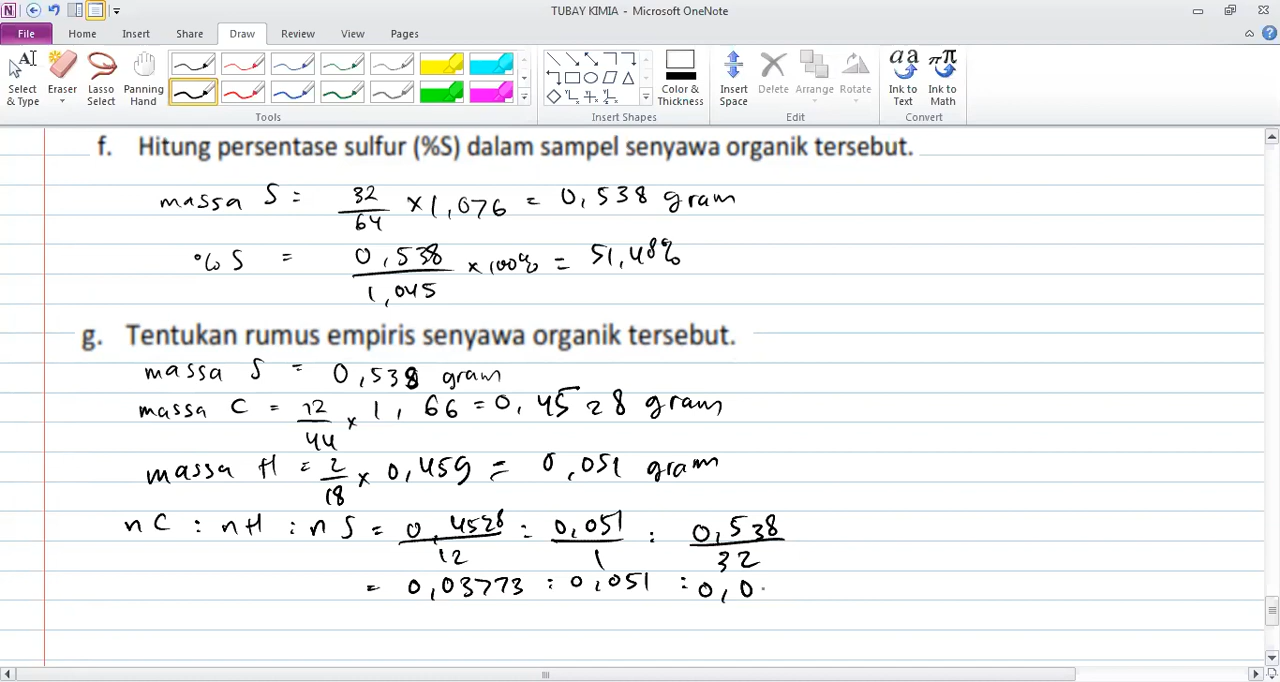 TUBAY KIMIA - Microsoft OneNote
File Home Insert Share Draw Review View Pages
Select & Type Eraser Lasso Select Panning Hand Color & Thickness Insert Space Delete Arrange Rotate Ink to Text Ink to Math
Tools Insert Shapes Edit Convert
f. Hitung persentase sulfur (%S) dalam sampel senyawa organik tersebut.
massa S = 32/64 × 1,076 = 0,538 gram
% S = 0,538/1,045 × 100% = 51,48%
g. Tentukan rumus empiris senyawa organik tersebut.
massa S = 0,538 gram
massa C = 12/44 × 1,66 = 0,4528 gram
massa H = 2/18 × 0,459 = 0,051 gram
nC : nH : nS = 0,4528/12 : 0,051/1 : 0,538/32
= 0,03773 : 0,051 : 0,0